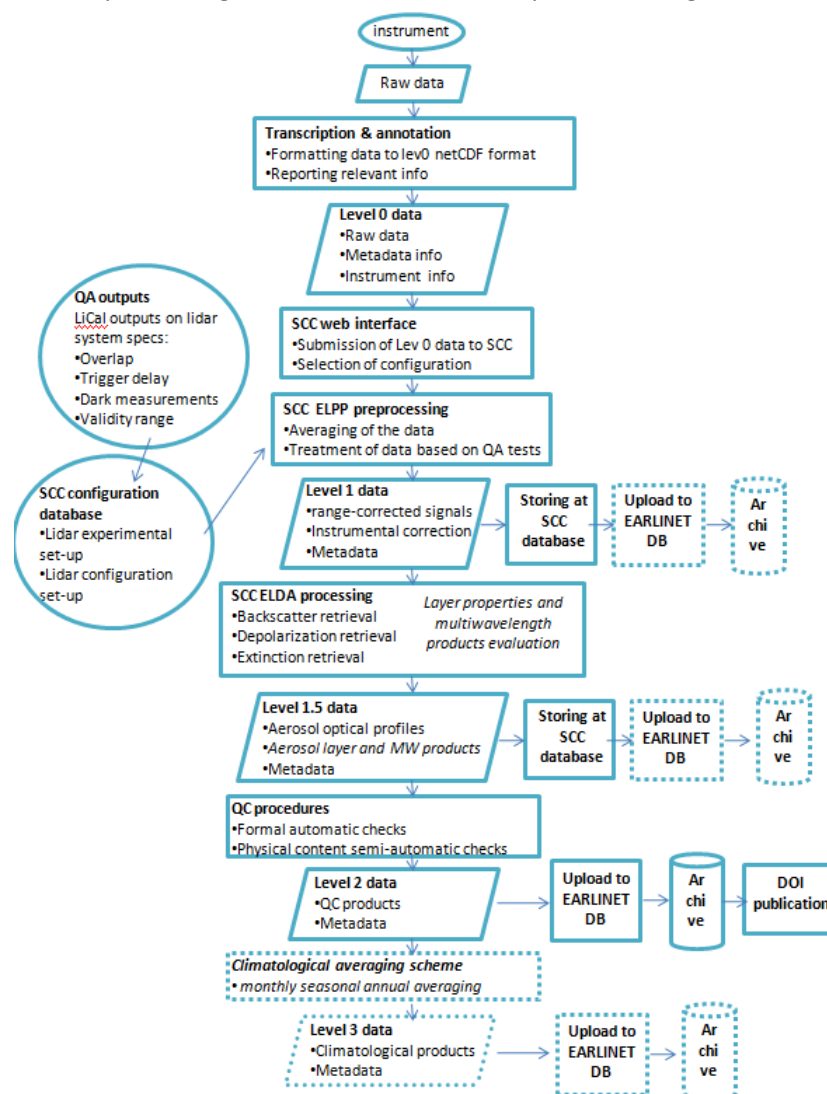 instrument
Raw data
Transcription & annotation
•Formatting data to lev0 netCDF format
•Reporting relevant info
Level 0 data
•Raw data
•Metadata info
•Instrument info
QA outputs
LiCal outputs on lidar
system specs:
•Overlap
•Trigger delay
•Dark measurements
•Validity range
SCC web interface
•Submission of Lev 0 data to SCC
•Selection of configuration
SCC ELPP preprocessing
•Averaging of the data
•Treatment of data based on QA tests
SCC configuration
database
•Lidar experimental
set-up
•Lidar configuration
set-up
Level 1 data
•range-corrected signals
•Instrumental correction
•Metadata
Storing at
SCC
database
Upload to
EARLINET
DB
Ar
chi
ve
SCC ELDA processing
•Backscatter retrieval
•Depolarization retrieval
•Extinction retrieval
Layer properties and
multiwavelength
products evaluation
Level 1.5 data
•Aerosol optical profiles
•Aerosol layer and MW products
•Metadata
Storing at
SCC
database
Upload to
EARLINET
DB
Ar
chi
ve
QC procedures
•Formal automatic checks
•Physical content semi-automatic checks
Level 2 data
•QC products
•Metadata
Upload to
EARLINET
DB
Ar
chi
ve
DOI
publication
Climatological averaging scheme
• monthly seasonal annual averaging
Level 3 data
•Climatological products
•Metadata
Upload to
EARLINET
DB
Ar
chi
ve